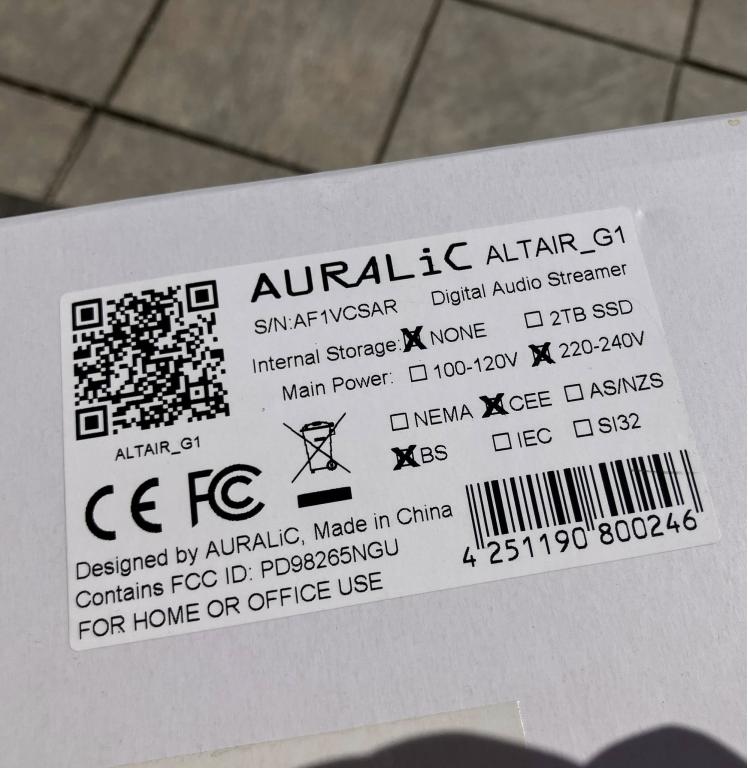 AURALiC ALTAIR_G1
S/N:AF1VCSAR Digital Audio Streamer
Internal Storage: ☒ NONE ☐ 2TB SSD
Main Power: ☐ 100-120V ☒ 220-240V
☐ NEMA ☒ CEE ☐ AS/NZS
☒ BS ☐ IEC ☐ SI32
ALTAIR_G1
CE FC
Designed by AURALiC, Made in China
Contains FCC ID: PD98265NGU
FOR HOME OR OFFICE USE
4 251190 800246